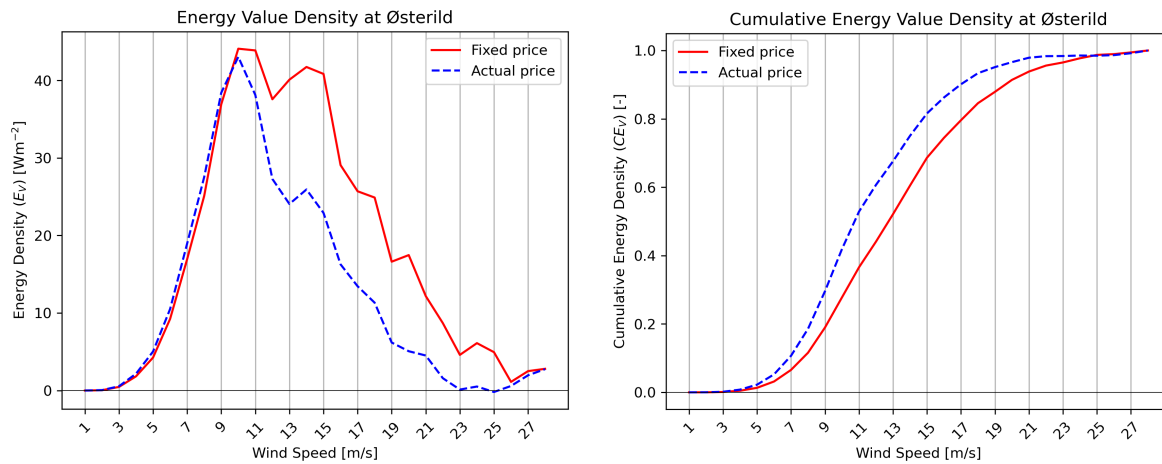 Energy Value Density at Østerild
Energy Density (E_V) [Wm⁻²]
40
30
20
10
0
Fixed price
Actual price
1 3 5 7 9 11 13 15 17 19 21 23 25 27
Wind Speed [m/s]
Cumulative Energy Value Density at Østerild
Cumulative Energy Density (CE_V) [-]
1.0
0.8
0.6
0.4
0.2
0.0
Fixed price
Actual price
1 3 5 7 9 11 13 15 17 19 21 23 25 27
Wind Speed [m/s]